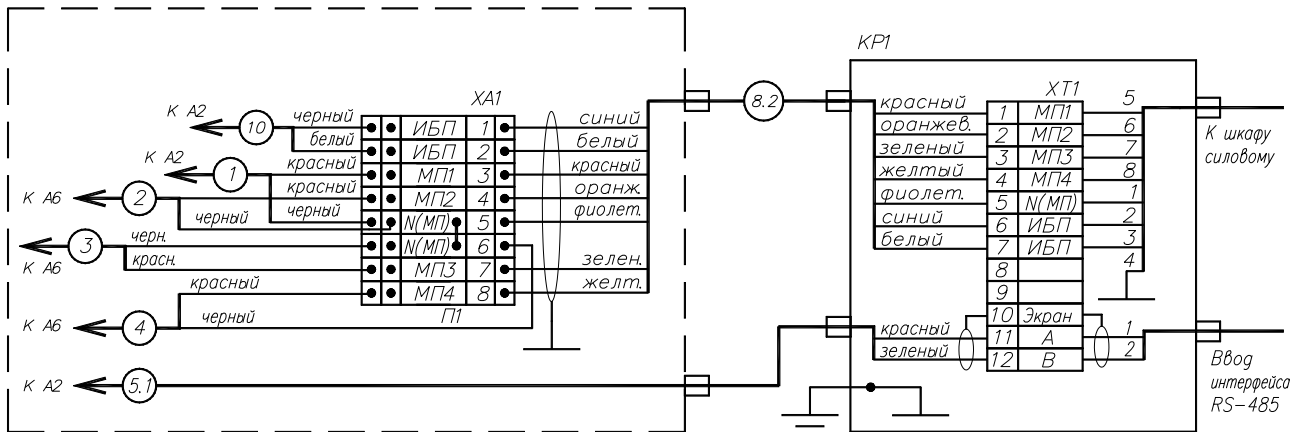 КР1
ХА1
ХТ1
К А2
10
черный
белый
ИБП 1
ИБП 2
МП1 3
МП2 4
N(МП) 5
N(МП) 6
МП3 7
МП4 8
П1
К А2
1
красный
красный
черный
К А6
2
черный
3
К А6
черн.
красн.
красный
К А6
4
черный
К А2
5.1
синий
белый
красный
оранж.
фиолет.
зелен.
желт.
8.2
красный
оранжев.
зеленый
желтый
фиолет.
синий
белый
1 МП1 5
2 МП2 6
3 МП3 7
4 МП4 8
5 N(МП) 1
6 ИБП 2
7 ИБП 3
8 4
9
10 Экран
красный 11 А 1
зеленый 12 В 2
К шкафу
силовому
Ввод
интерфейса
RS-485